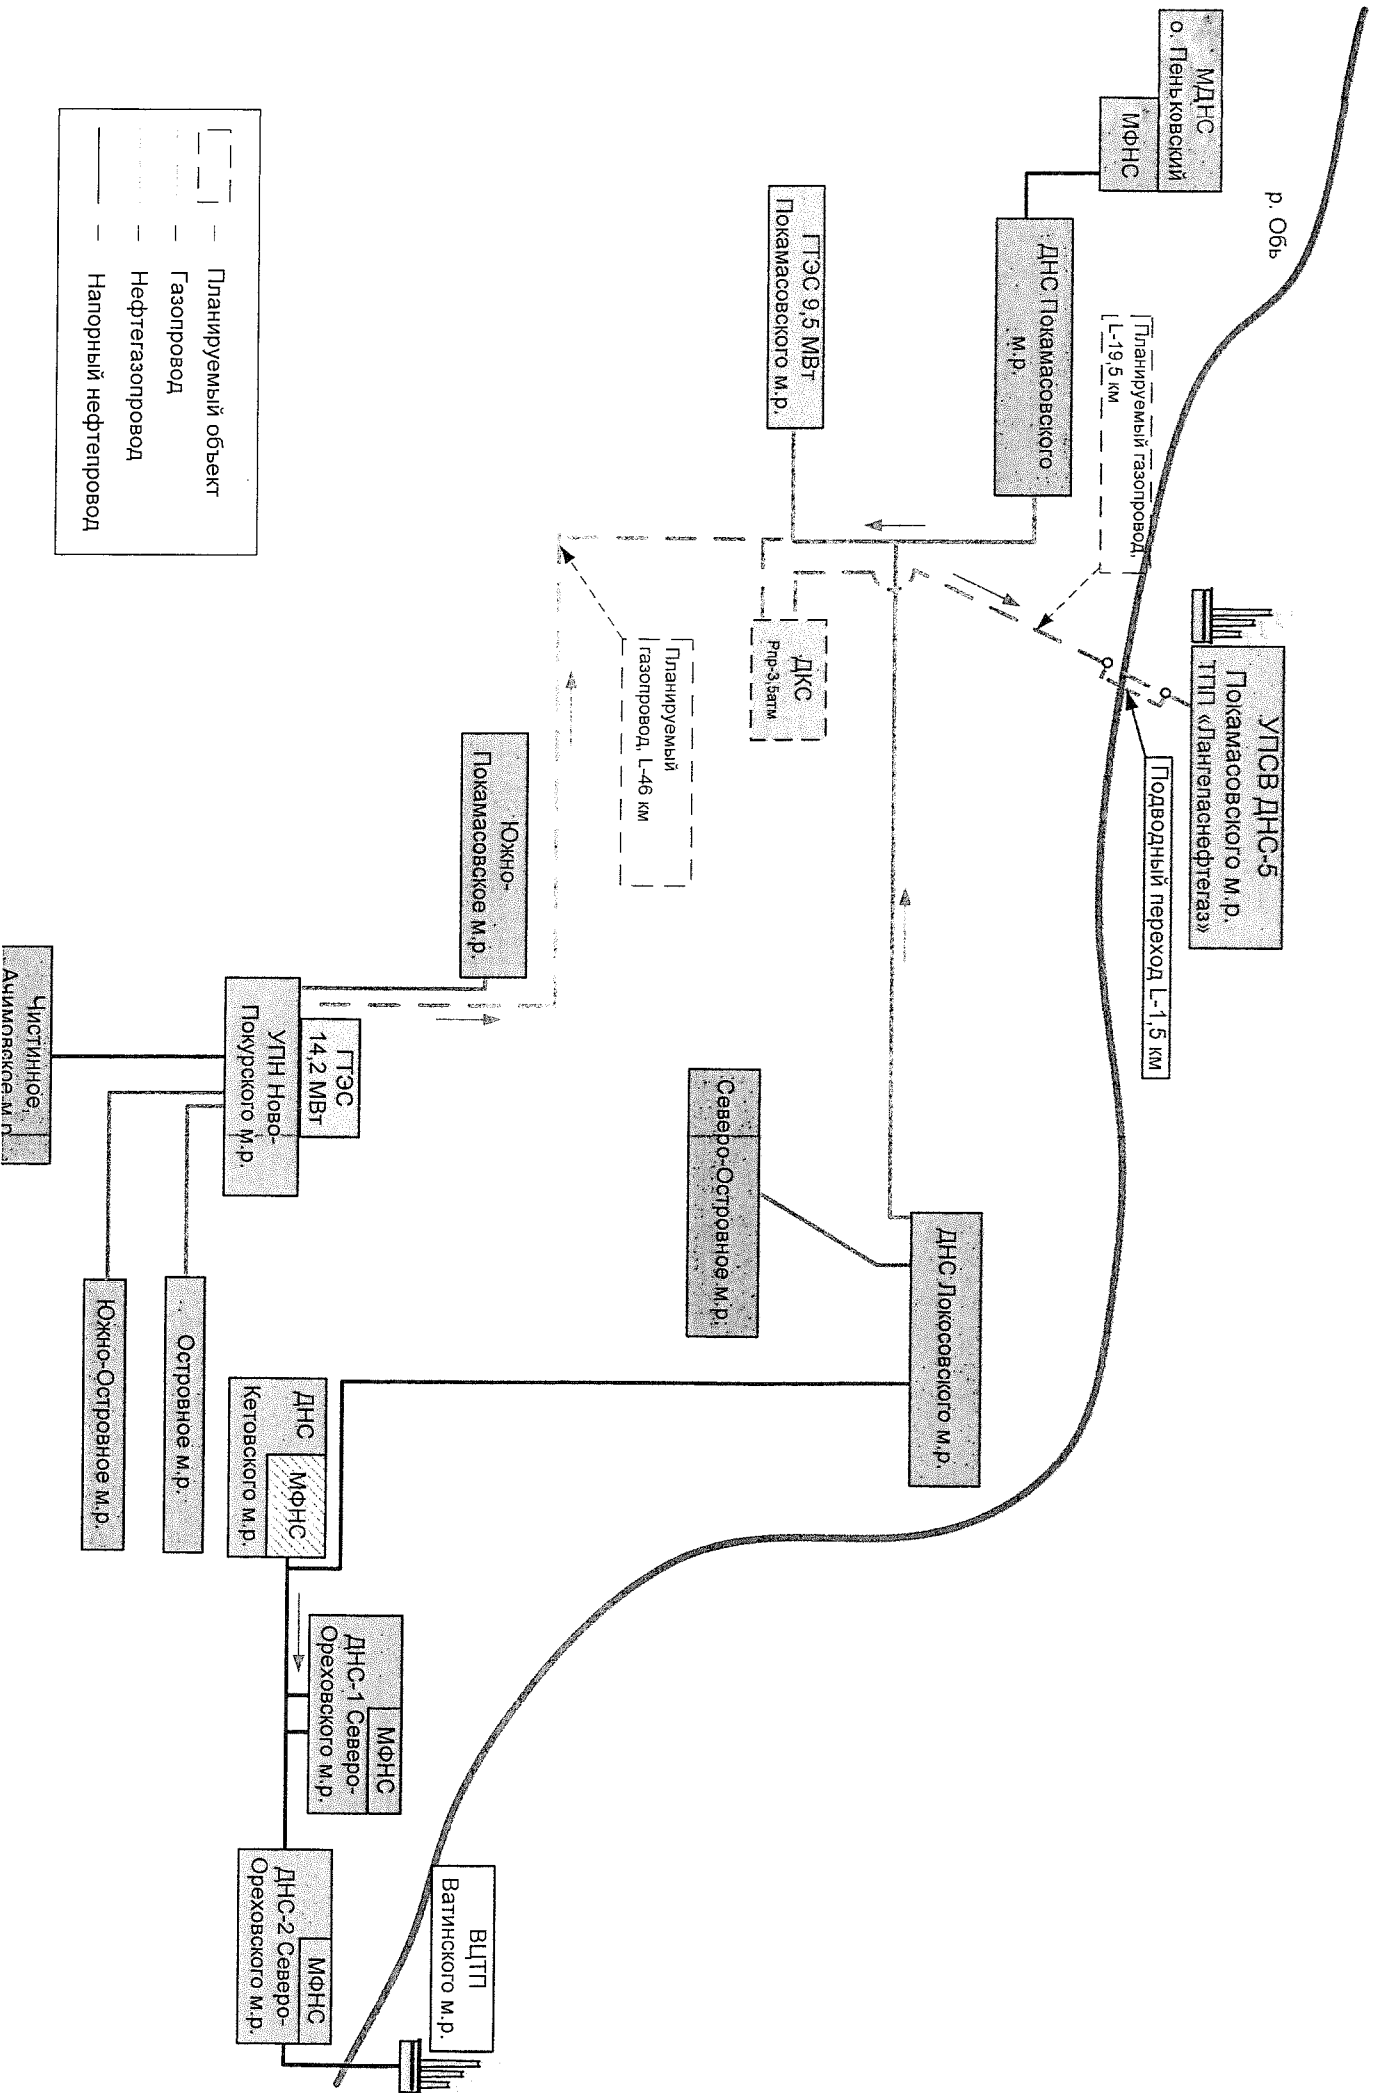 р. Обь
МДНС
о. Пеньковский
МФНС
ДНС Покамасовского
м.р.
Планируемый газопровод,
L-19,5 км
УПСВ ДНС-5
Покамасовского м.р.
ТПП «Лангепаснефтегаз»
Подводный переход L-1,5 км
ГТЭС 9,5 МВт
Покамасовского м.р.
ДКС
Рпр-3,5атм
Планируемый
газопровод, L-46 км
ДНС Локосовского м.р.
Северо-Островное м.р.
Южно-
Покамасовское м.р.
ГТЭС
14,2 МВт
УПН Ново-
Покурского м.р.
Чистинное,
Ачимовское м.р.
Островное м.р.
Южно-Островное м.р.
ДНС
МФНС
Кетовского м.р.
МФНС
ДНС-1 Северо-
Ореховского м.р.
МФНС
ДНС-2 Северо-
Ореховского м.р.
ВЦТП
Ватинского м.р.
– Планируемый объект
– Газопровод
– Нефтегазопровод
– Напорный нефтепровод